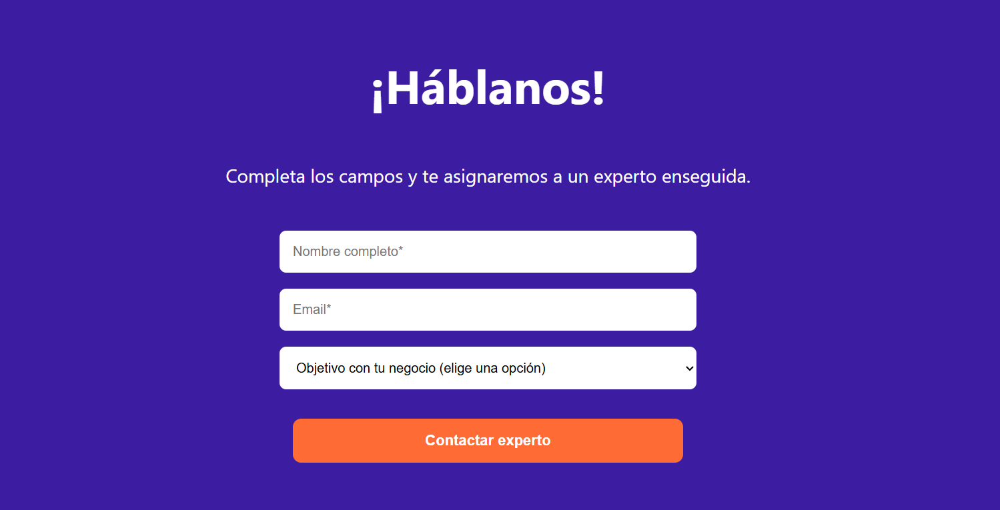 ¡Háblanos!
Completa los campos y te asignaremos a un experto enseguida.
Nombre completo*
Email*
Objetivo con tu negocio (elige una opción)
Contactar experto